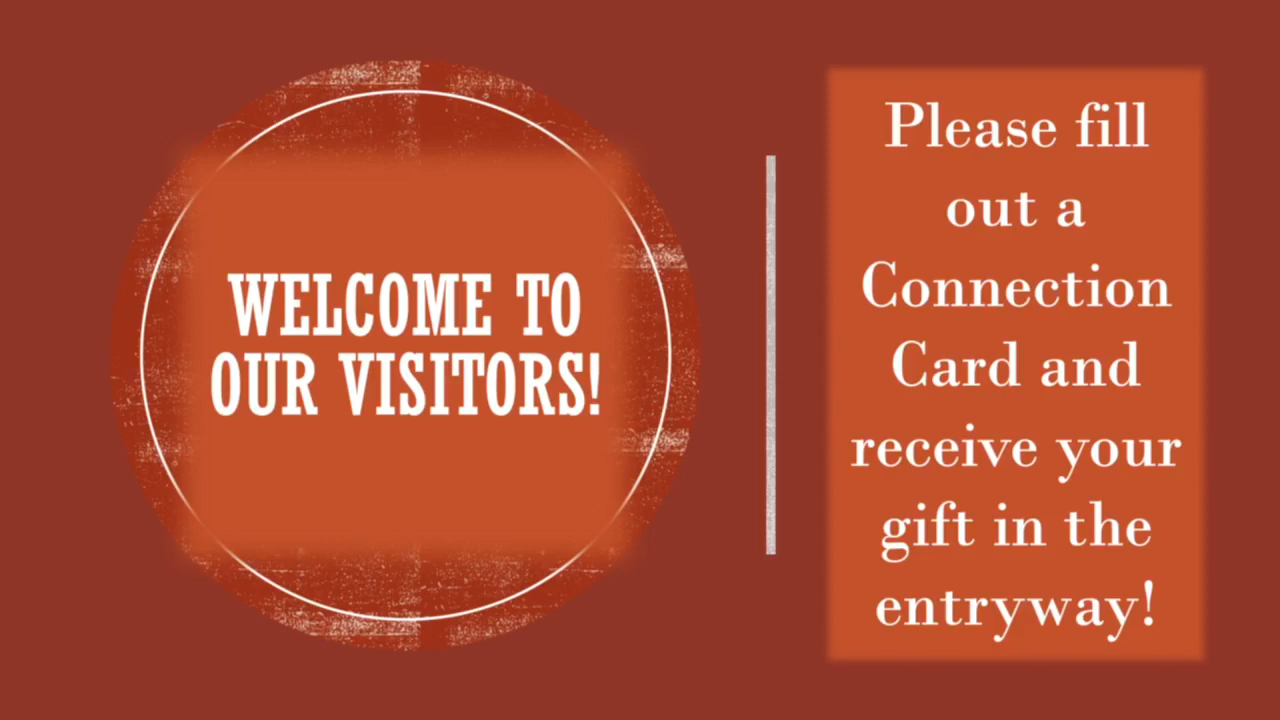 WELCOME TO
OUR VISITORS!
Please fill
out a
Connection
Card and
receive your
gift in the
entryway!